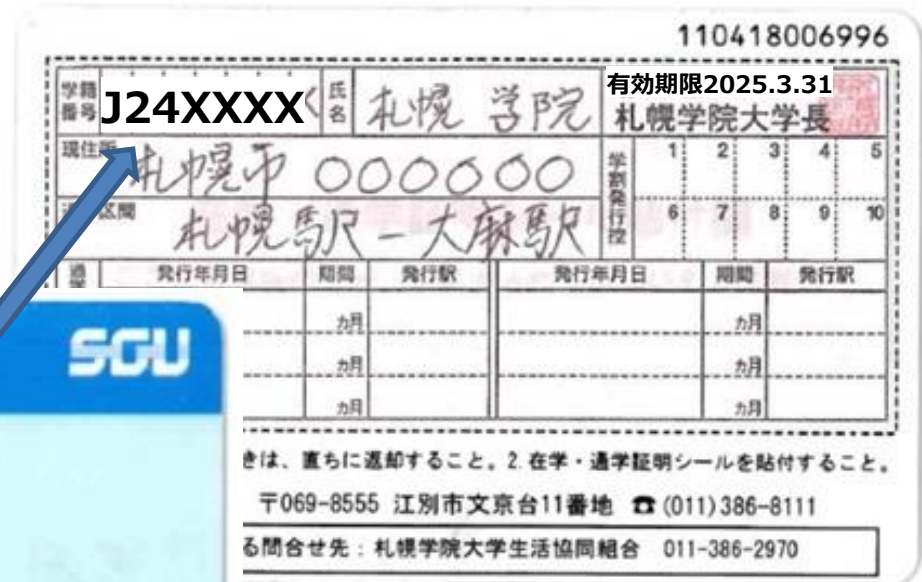 110418006996
学籍番号 J24XXXX 氏名 札幌 学院 有効期限2025.3.31
札幌学院大学長
現住所 札幌市 〇〇〇〇〇〇 学割発行控 1 2 3 4 5
区間 札幌駅 - 大麻駅 6 7 8 9 10
発行年月日 期間 発行駅 発行年月日 期間 発行駅
カ月 カ月
カ月 カ月
カ月 カ月
SGU
きは、直ちに返却すること。2.在学・通学証明シールを貼付すること。
〒069-8555 江別市文京台11番地 ☎(011)386-8111
る問合せ先：札幌学院大学生活協同組合 011-386-2970